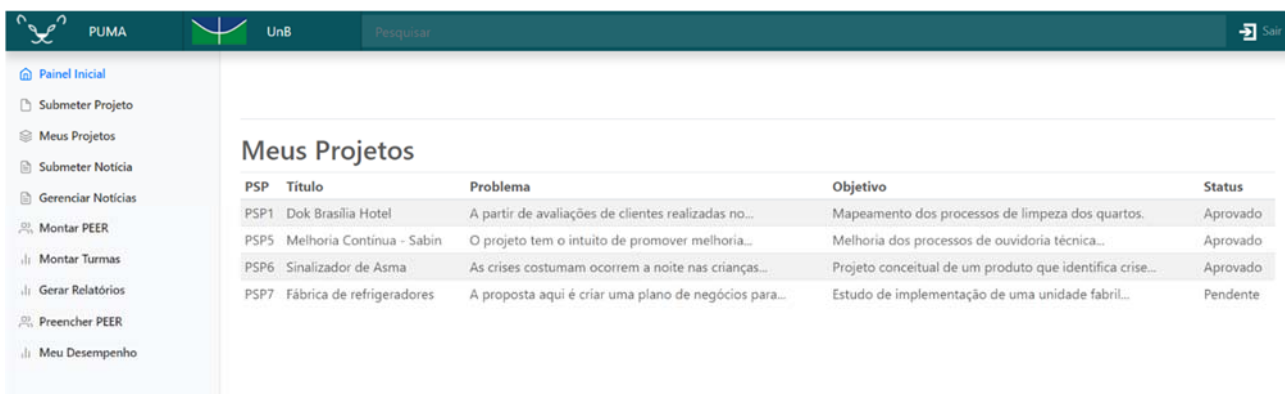 PUMA UnB Pesquisar Sair
Painel Inicial
Submeter Projeto
Meus Projetos
Submeter Notícia
Gerenciar Notícias
Montar PEER
Montar Turmas
Gerar Relatórios
Preencher PEER
Meu Desempenho
Meus Projetos
PSP Título Problema Objetivo Status
PSP1 Dok Brasília Hotel A partir de avaliações de clientes realizadas no... Mapeamento dos processos de limpeza dos quartos. Aprovado
PSP5 Melhoria Contínua - Sabin O projeto tem o intuito de promover melhoria... Melhoria dos processos de ouvidoria técnica... Aprovado
PSP6 Sinalizador de Asma As crises costumam ocorrem a noite nas crianças... Projeto conceitual de um produto que identifica crise... Aprovado
PSP7 Fábrica de refrigeradores A proposta aqui é criar uma plano de negócios para... Estudo de implementação de uma unidade fabril... Pendente